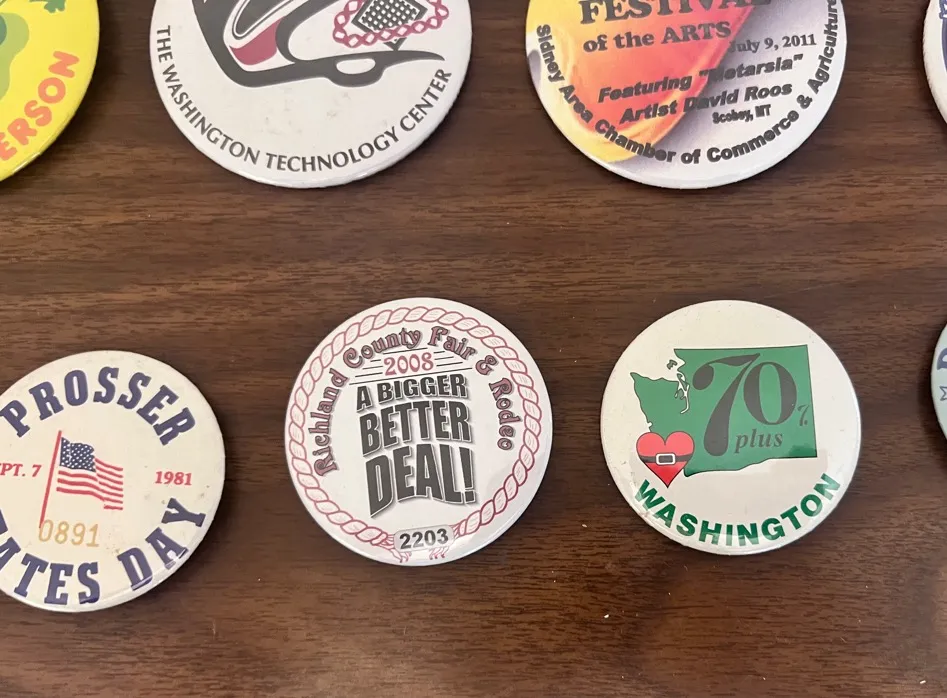 ERSON
THE WASHINGTON TECHNOLOGY CENTER
FESTIVAL
of the ARTS
July 9, 2011
Featuring "Metarsia"
Artist David Roos
Scobey, MT
Sidney Area Chamber of Commerce & Agriculture
PROSSER
PT. 7
1981
0891
ATES DAY
Richland County Fair & Rodeo
2008
A BIGGER
BETTER
DEAL!
2203
70%
plus
WASHINGTON